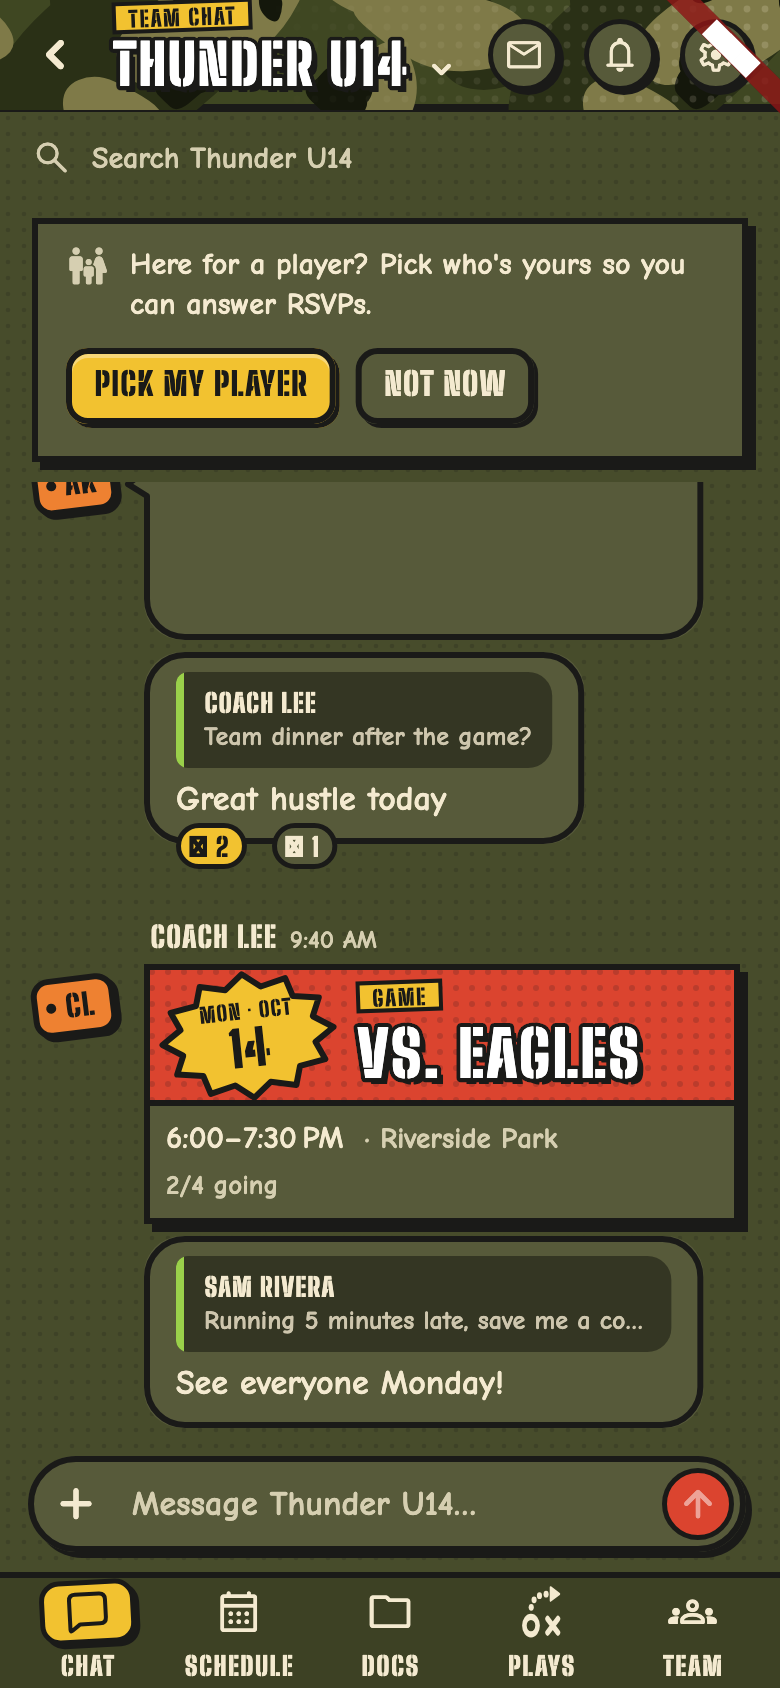 TEAM CHAT
THUNDER U14
Search Thunder U14
Here for a player? Pick who's yours so you
can answer RSVPs.
PICK MY PLAYER
NOT NOW
AK
COACH LEE
Team dinner after the game?
Great hustle today
2
1
COACH LEE 9:40 AM
CL
MON · OCT
14
GAME
VS. EAGLES
6:00–7:30 PM · Riverside Park
2/4 going
SAM RIVERA
Running 5 minutes late, save me a co...
See everyone Monday!
Message Thunder U14...
CHAT
SCHEDULE
DOCS
PLAYS
TEAM